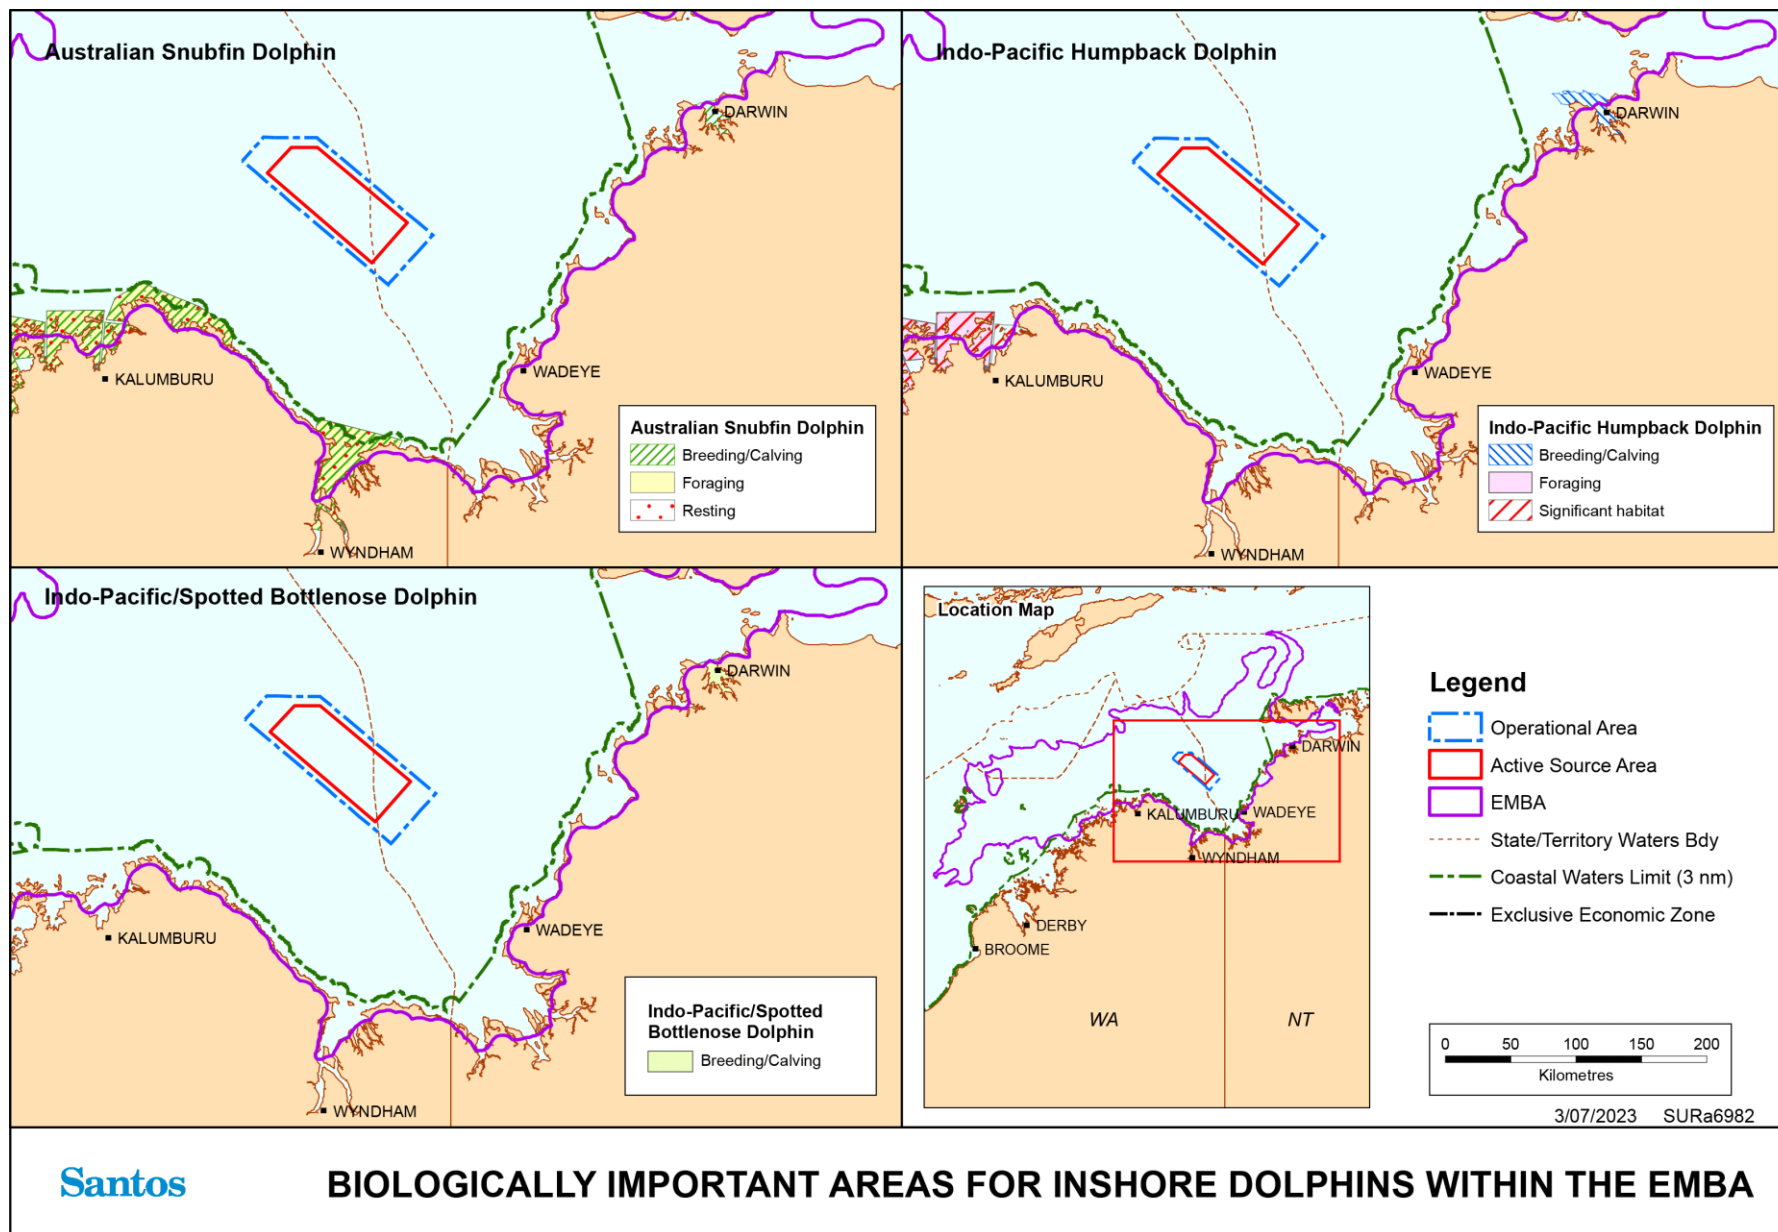 Australian Snubfin Dolphin
DARWIN
KALUMBURU
WADEYE
WYNDHAM
Australian Snubfin Dolphin
Breeding/Calving
Foraging
Resting
Indo-Pacific Humpback Dolphin
DARWIN
KALUMBURU
WADEYE
WYNDHAM
Indo-Pacific Humpback Dolphin
Breeding/Calving
Foraging
Significant habitat
Indo-Pacific/Spotted Bottlenose Dolphin
DARWIN
KALUMBURU
WADEYE
WYNDHAM
Indo-Pacific/Spotted
Bottlenose Dolphin
Breeding/Calving
Location Map
DARWIN
KALUMBURU
WADEYE
WYNDHAM
DERBY
BROOME
WA
NT
Legend
Operational Area
Active Source Area
EMBA
State/Territory Waters Bdy
Coastal Waters Limit (3 nm)
Exclusive Economic Zone
0 50 100 150 200
Kilometres
3/07/2023 SURa6982
Santos
BIOLOGICALLY IMPORTANT AREAS FOR INSHORE DOLPHINS WITHIN THE EMBA